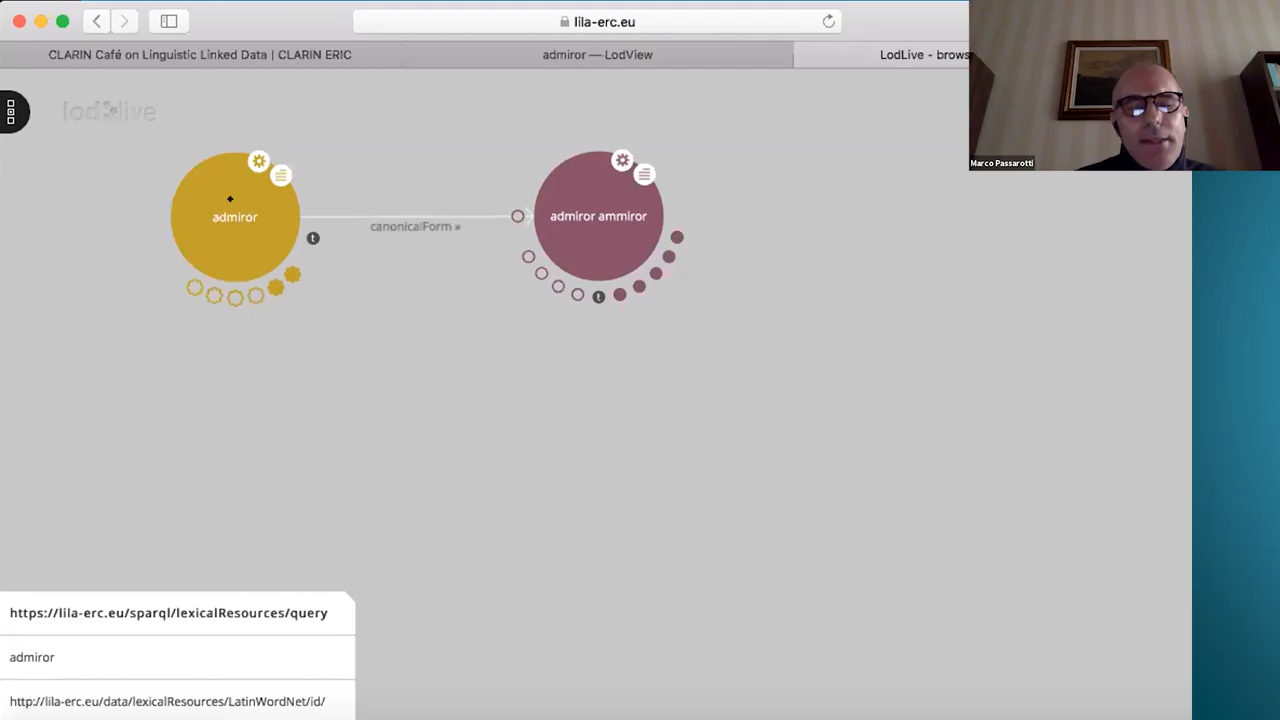 lila-erc.eu
CLARIN Café on Linguistic Linked Data | CLARIN ERIC
admiror — LodView
LodLive - brows
lodlive
Marco Passarotti
admiror
canonicalForm »
admiror ammiror
t
t
https://lila-erc.eu/sparql/lexicalResources/query
admiror
http://lila-erc.eu/data/lexicalResources/LatinWordNet/id/